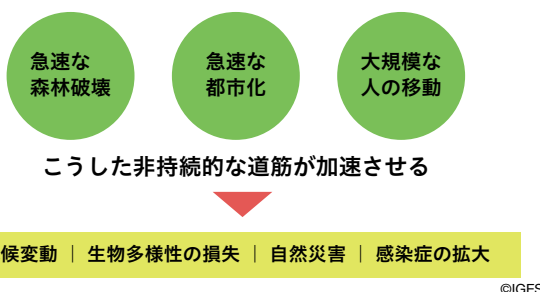 急速な
森林破壊
急速な
都市化
大規模な
人の移動
こうした非持続的な道筋が加速させる
候変動 | 生物多様性の損失 | 自然災害 | 感染症の拡大
©IGES